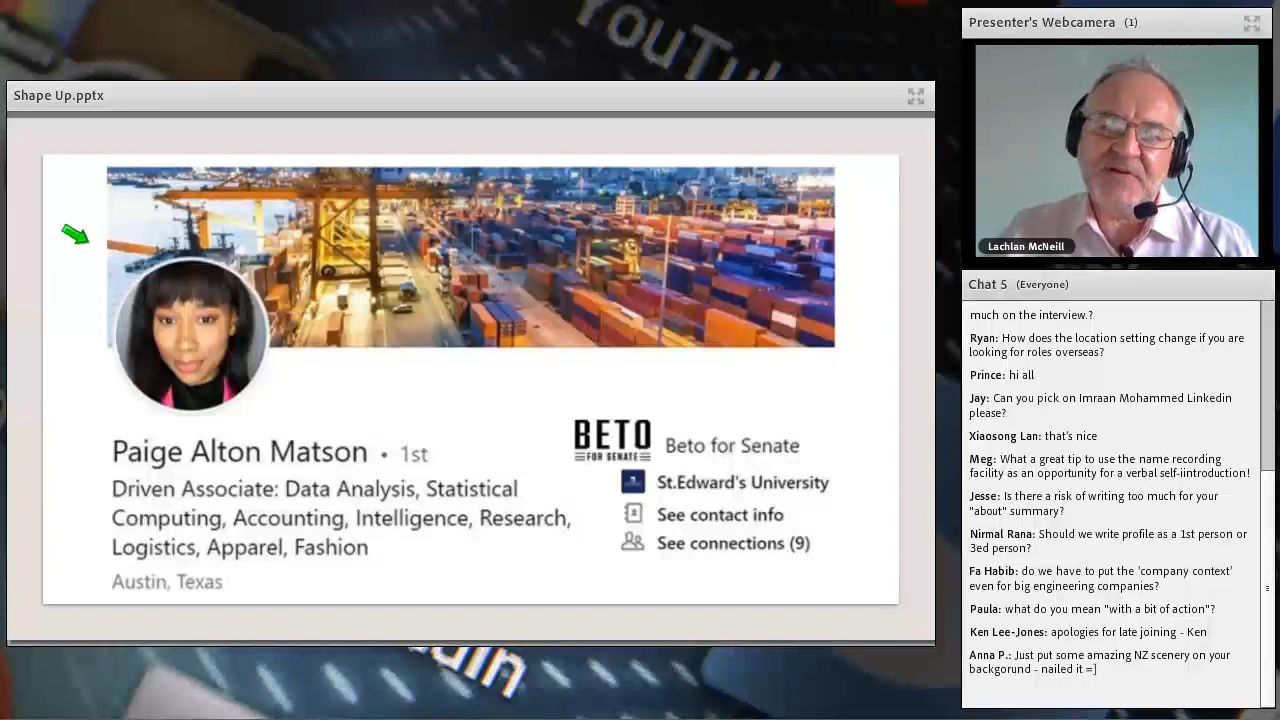 YouTu
Shape Up.pptx
BETO
FOR SENATE
Beto for Senate
Paige Alton Matson • 1st
St.Edward's University
Driven Associate: Data Analysis, Statistical
Computing, Accounting, Intelligence, Research,
Logistics, Apparel, Fashion
See contact info
See connections (9)
Austin, Texas
Presenter's Webcamera (1)
Lachlan McNeill
Chat 5 (Everyone)
much on the interview.?
Ryan: How does the location setting change if you are
looking for roles overseas?
Prince: hi all
Jay: Can you pick on Imraan Mohammed Linkedin
please?
Xiaosong Lan: that's nice
Meg: What a great tip to use the name recording
facility as an opportunity for a verbal self-introduction!
Jesse: Is there a risk of writing too much for your
"about" summary?
Nirmal Rana: Should we write profile as a 1st person or
3ed person?
Fa Habib: do we have to put the 'company context'
even for big engineering companies?
Paula: what do you mean "with a bit of action"?
Ken Lee-Jones: apologies for late joining - Ken
Anna P.: Just put some amazing NZ scenery on your
backgorund - nailed it =]